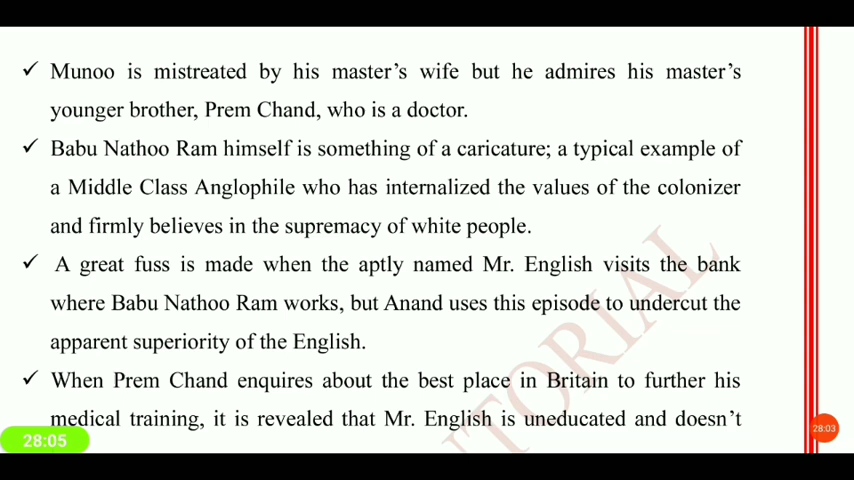 ✓ Munoo is mistreated by his master's wife but he admires his master's
younger brother, Prem Chand, who is a doctor.
✓ Babu Nathoo Ram himself is something of a caricature; a typical example of
a Middle Class Anglophile who has internalized the values of the colonizer
and firmly believes in the supremacy of white people.
✓ A great fuss is made when the aptly named Mr. English visits the bank
where Babu Nathoo Ram works, but Anand uses this episode to undercut the
apparent superiority of the English.
✓ When Prem Chand enquires about the best place in Britain to further his
medical training, it is revealed that Mr. English is uneducated and doesn't
28:05
28:03